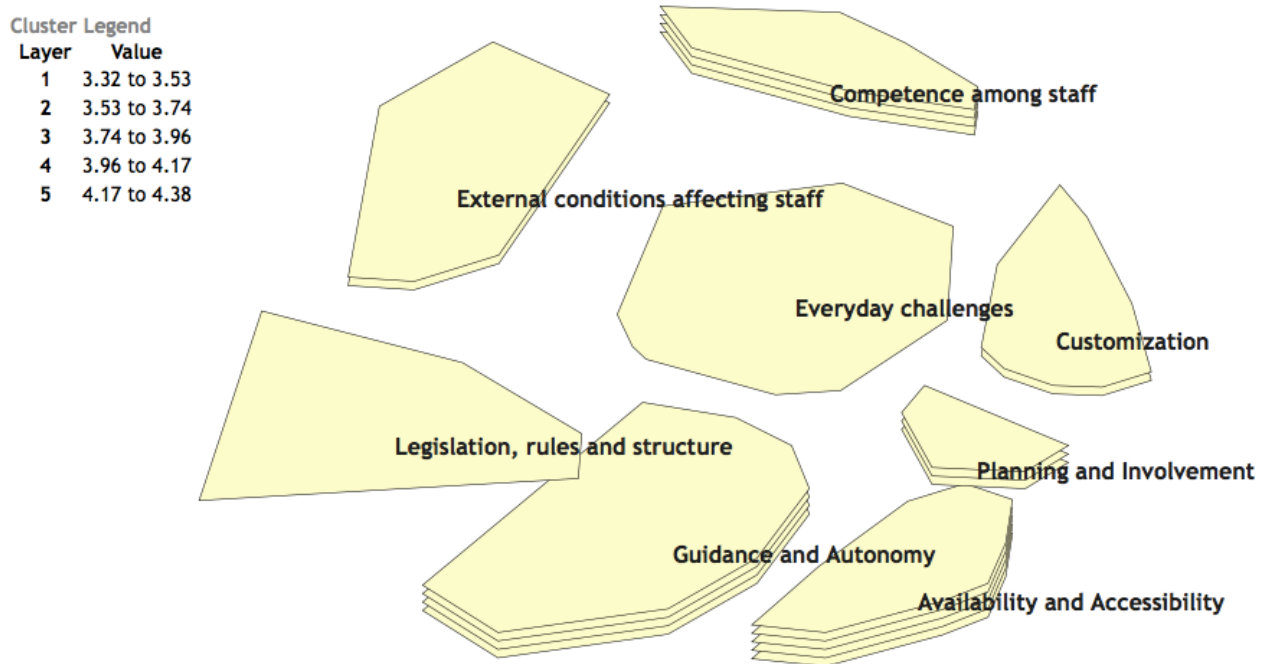 Cluster Legend
Layer Value
1 3.32 to 3.53
2 3.53 to 3.74
3 3.74 to 3.96
4 3.96 to 4.17
5 4.17 to 4.38
Competence among staff
External conditions affecting staff
Everyday challenges
Customization
Legislation, rules and structure
Planning and Involvement
Guidance and Autonomy
Availability and Accessibility